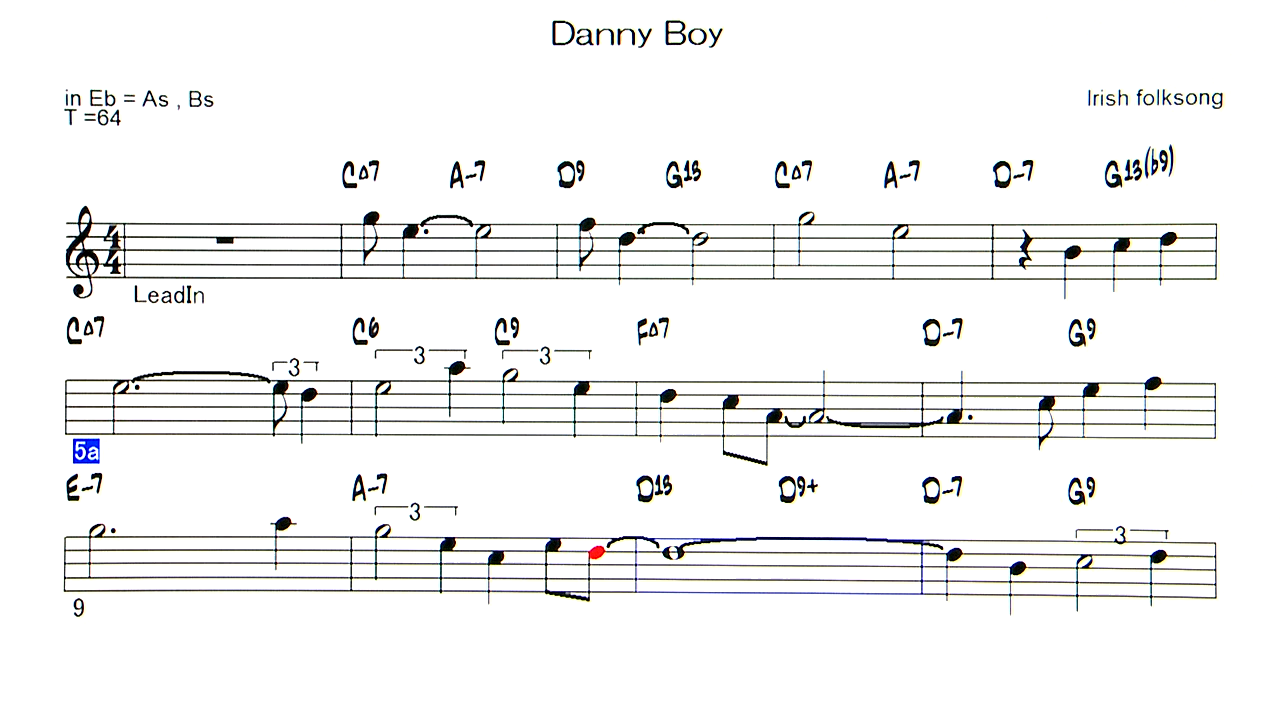 Danny Boy
in Eb = As , Bs
T =64
Irish folksong
C△7 A-7 D9 G13 C△7 A-7 D-7 G13(b9)
4
4
LeadIn
C△7 C6 C9 F△7 D-7 G9
3 3 3
5a
E-7 A-7 D13 D9+ D-7 G9
3 3
9